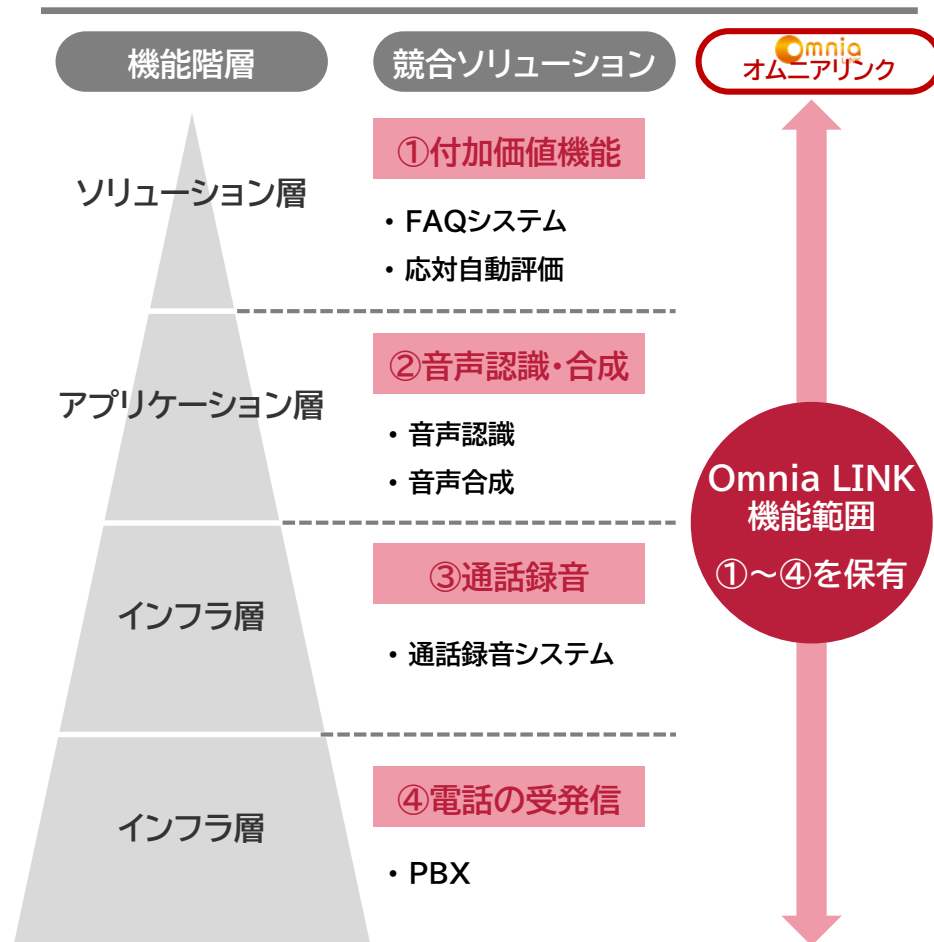 機能階層
競合ソリューション
Omnia
オムニアリンク
ソリューション層
①付加価値機能
・FAQシステム
・応対自動評価
アプリケーション層
②音声認識・合成
・音声認識
・音声合成
Omnia LINK
機能範囲
①～④を保有
インフラ層
③通話録音
・通話録音システム
インフラ層
④電話の受発信
・PBX